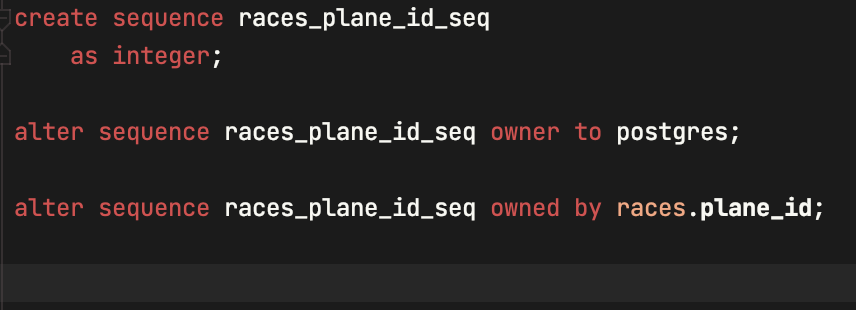 create sequence races_plane_id_seq
    as integer;
alter sequence races_plane_id_seq owner to postgres;
alter sequence races_plane_id_seq owned by races.plane_id;